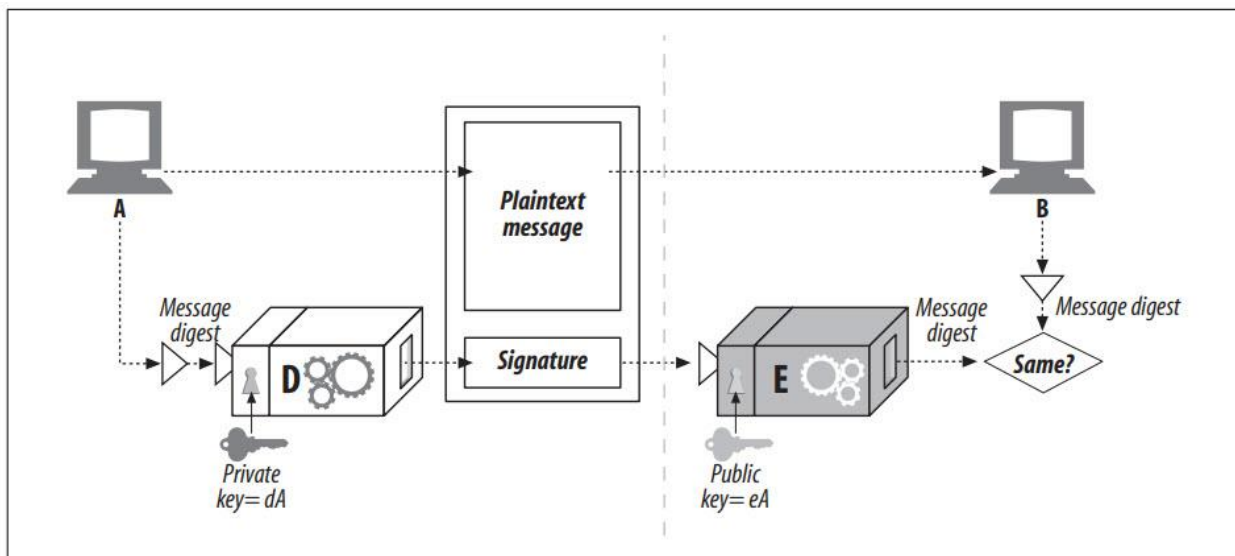 A
Plaintext
message
B
Message
digest
D
Signature
E
Message
digest
Message digest
Same?
Private
key= dA
Public
key= eA